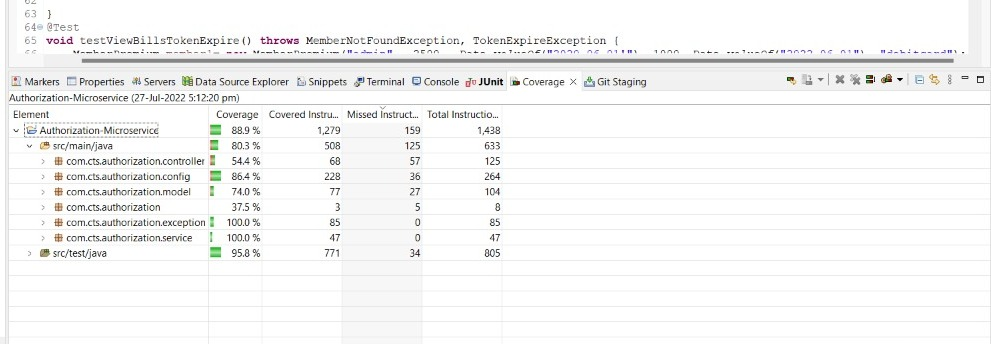 63 }
64 @Test
65 void testViewBillsTokenExpire() throws MemberNotFoundException, TokenExpireException {
Markers Properties Servers Data Source Explorer Snippets Terminal Console JUnit Coverage Git Staging
Authorization-Microservice (27-Jul-2022 5:12:20 pm)
Element Coverage Covered Instru... Missed Instruct... Total Instructio...
Authorization-Microservice 88.9 % 1,279 159 1,438
src/main/java 80.3 % 508 125 633
com.cts.authorization.controller 54.4 % 68 57 125
com.cts.authorization.config 86.4 % 228 36 264
com.cts.authorization.model 74.0 % 77 27 104
com.cts.authorization 37.5 % 3 5 8
com.cts.authorization.exception 100.0 % 85 0 85
com.cts.authorization.service 100.0 % 47 0 47
src/test/java 95.8 % 771 34 805